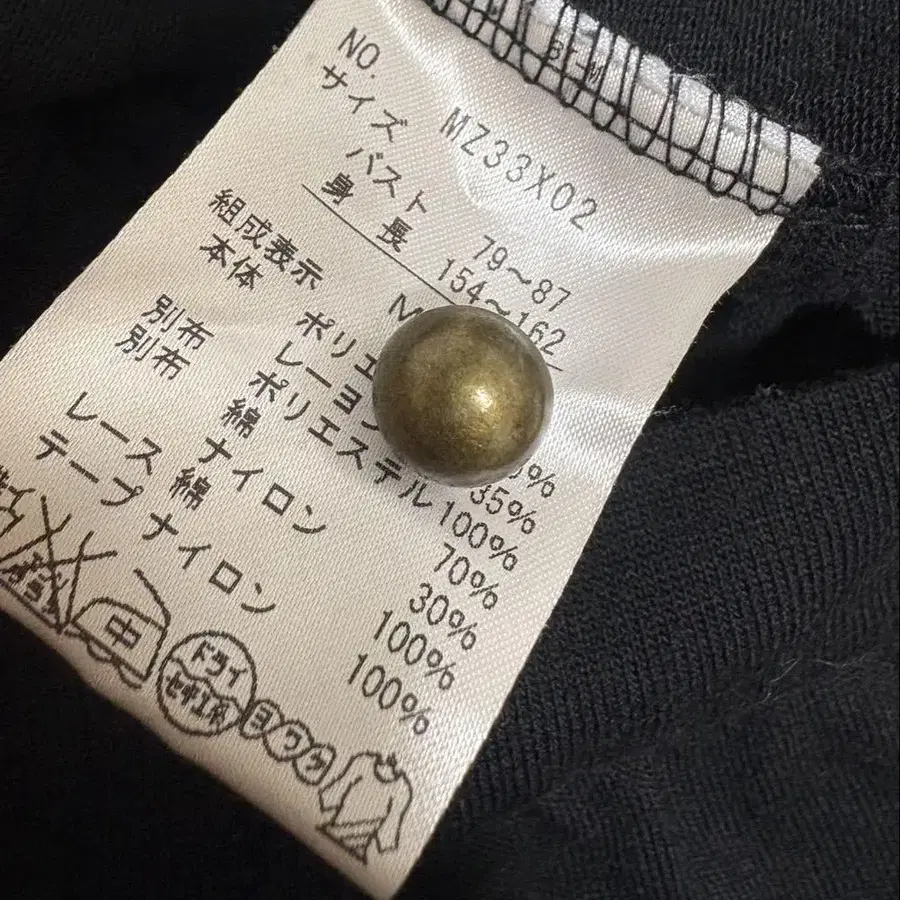 NO. MZ33X02
サイズ
バスト 79～87
身長 154～162
M
組成表示
本体 ポリエ
レーヨン 35%
別布 ポリエステル 100%
別布 綿 70%
ナイロン 30%
レース 綿 100%
テープ ナイロン 100%
中
ドライ
セキユ系
ヨワク